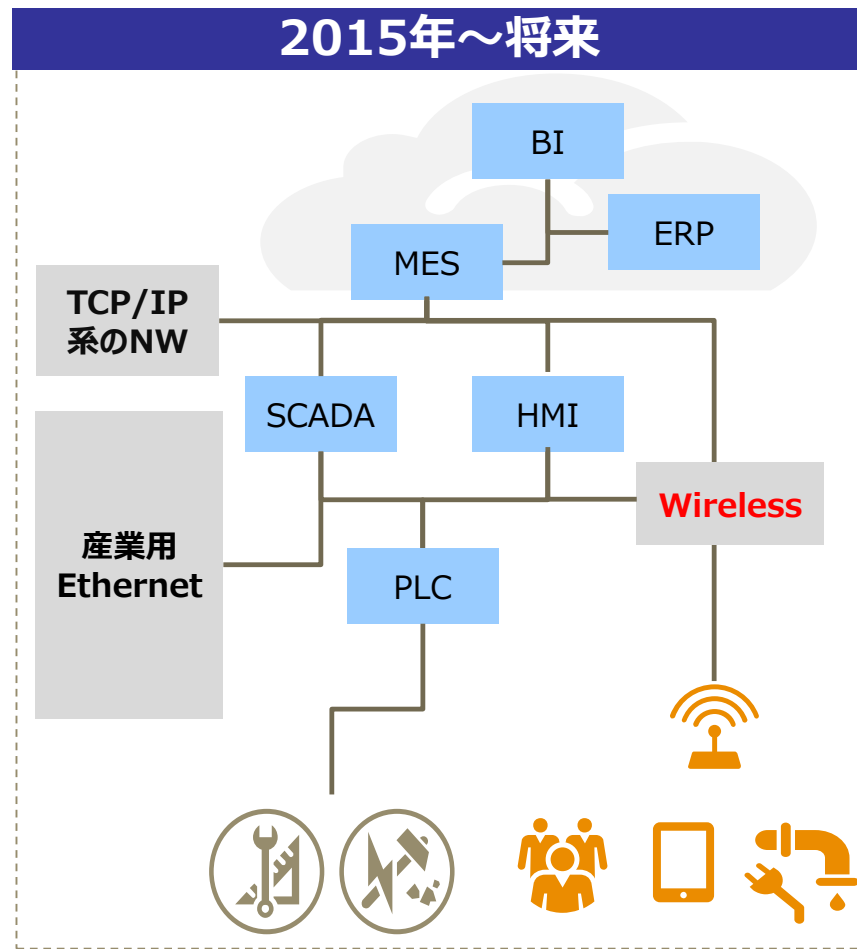 2015年～将来
BI
ERP
MES
TCP/IP
系のNW
SCADA
HMI
Wireless
産業用
Ethernet
PLC